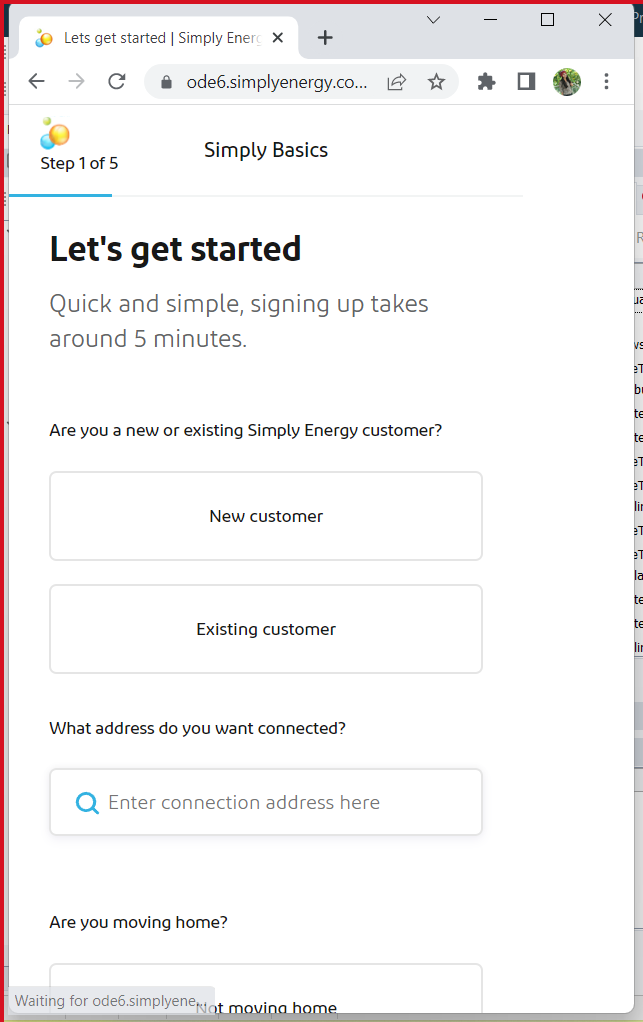 Lets get started | Simply Energ
ode6.simplyenergy.co...
Step 1 of 5
Simply Basics
Let's get started
Quick and simple, signing up takes
around 5 minutes.
Are you a new or existing Simply Energy customer?
New customer
Existing customer
What address do you want connected?
Enter connection address here
Are you moving home?
Not moving home
Waiting for ode6.simplyene...